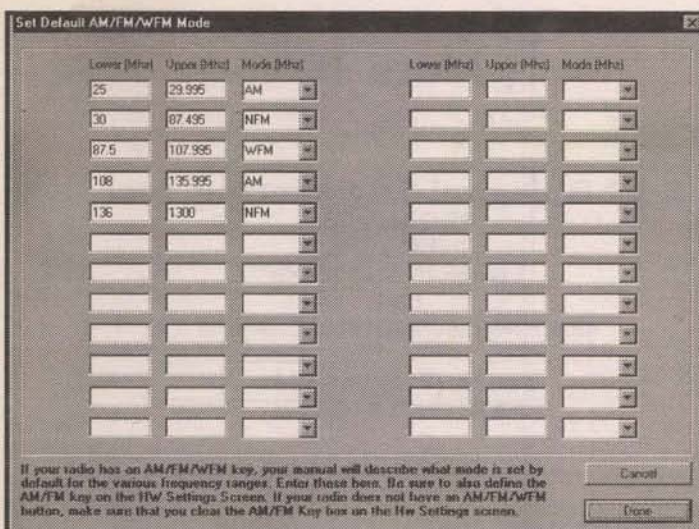 Set Default AM/FM/WFM Mode
Lower (Mhz) Upper (Mhz) Mode (Mhz) Lower (Mhz) Upper (Mhz) Mode (Mhz)
25 29.995 AM
30 87.495 NFM
87.5 107.995 WFM
108 135.995 AM
136 1300 NFM
If your radio has an AM/FM/WFM key, your manual will describe what mode is set by
default for the various frequency ranges. Enter those here. Be sure to also define the
AM/FM key on the HW Settings Screen. If your radio does not have an AM/FM/WFM
button, make sure that you clear the AM/FM Key box on the Hw Settings screen.
Cancel
Done